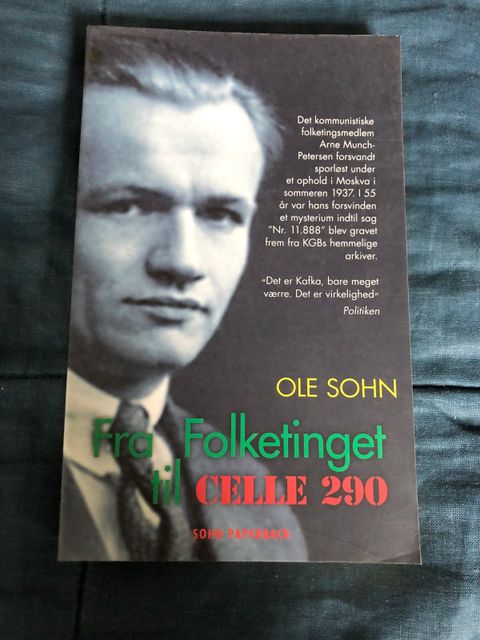 Det kommunistiske
folketingsmedlem
Arne Munch-
Petersen forsvandt
sporløst under
et ophold i Moskva i
sommeren 1937. I 55
år var hans forsvinden
et mysterium indtil sag
"Nr. 11.888" blev gravet
frem fra KGBs hemmelige
arkiver.
„Det er Kafka, bare meget
værre. Det er virkelighed“
Politiken
OLE SOHN
Fra Folketinget
til CELLE 290
SOHN PAPERBACK